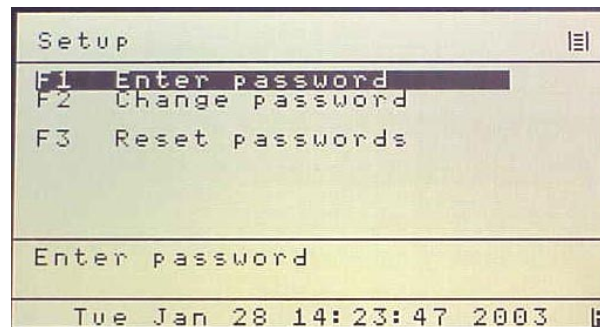 Setup
F1 Enter password
F2 Change password
F3 Reset passwords
Enter password
Tue Jan 28 14:23:47 2003